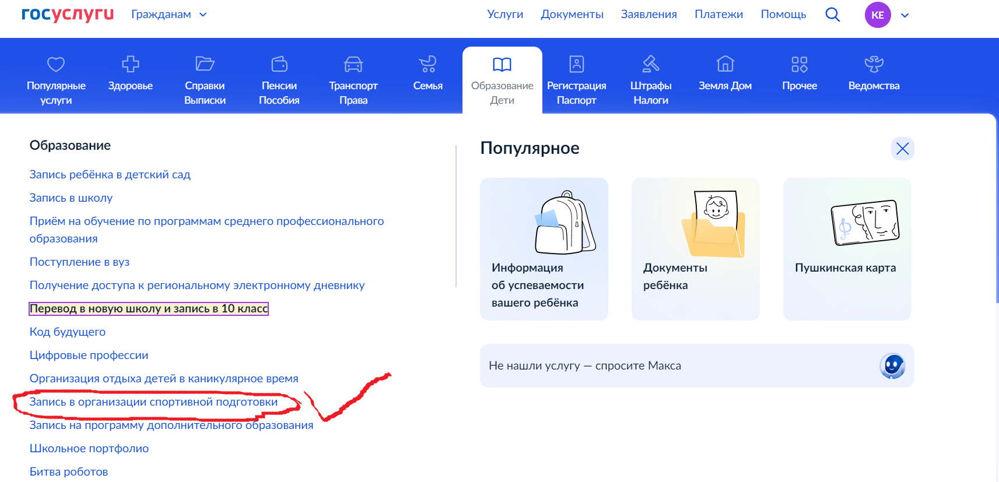 госуслуги
Гражданам
Услуги
Документы
Заявления
Платежи
Помощь
КЕ
Популярные
услуги
Здоровье
Справки
Выписки
Пенсии
Пособия
Транспорт
Права
Семья
Образование
Дети
Регистрация
Паспорт
Штрафы
Налоги
Земля Дом
Прочее
Ведомства
Образование
Запись ребёнка в детский сад
Запись в школу
Приём на обучение по программам среднего профессионального
образования
Поступление в вуз
Получение доступа к региональному электронному дневнику
Перевод в новую школу и запись в 10 класс
Код будущего
Цифровые профессии
Организация отдыха детей в каникулярное время
Запись в организации спортивной подготовки
Запись на программу дополнительного образования
Школьное портфолио
Битва роботов
Популярное
Информация
об успеваемости
вашего ребёнка
Документы
ребёнка
Пушкинская карта
Не нашли услугу — спросите Макса